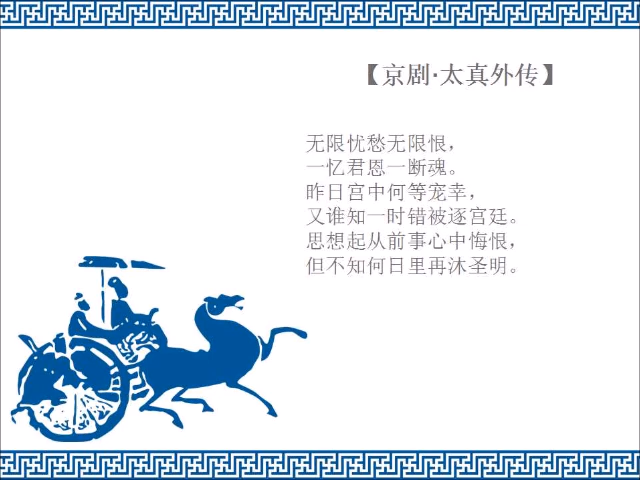 【京剧·太真外传】
无限忧愁无限恨，
一忆君恩一断魂。
昨日宫中何等宠幸，
又谁知一时错被逐宫廷。
思想起从前事心中悔恨，
但不知何日里再沐圣明。